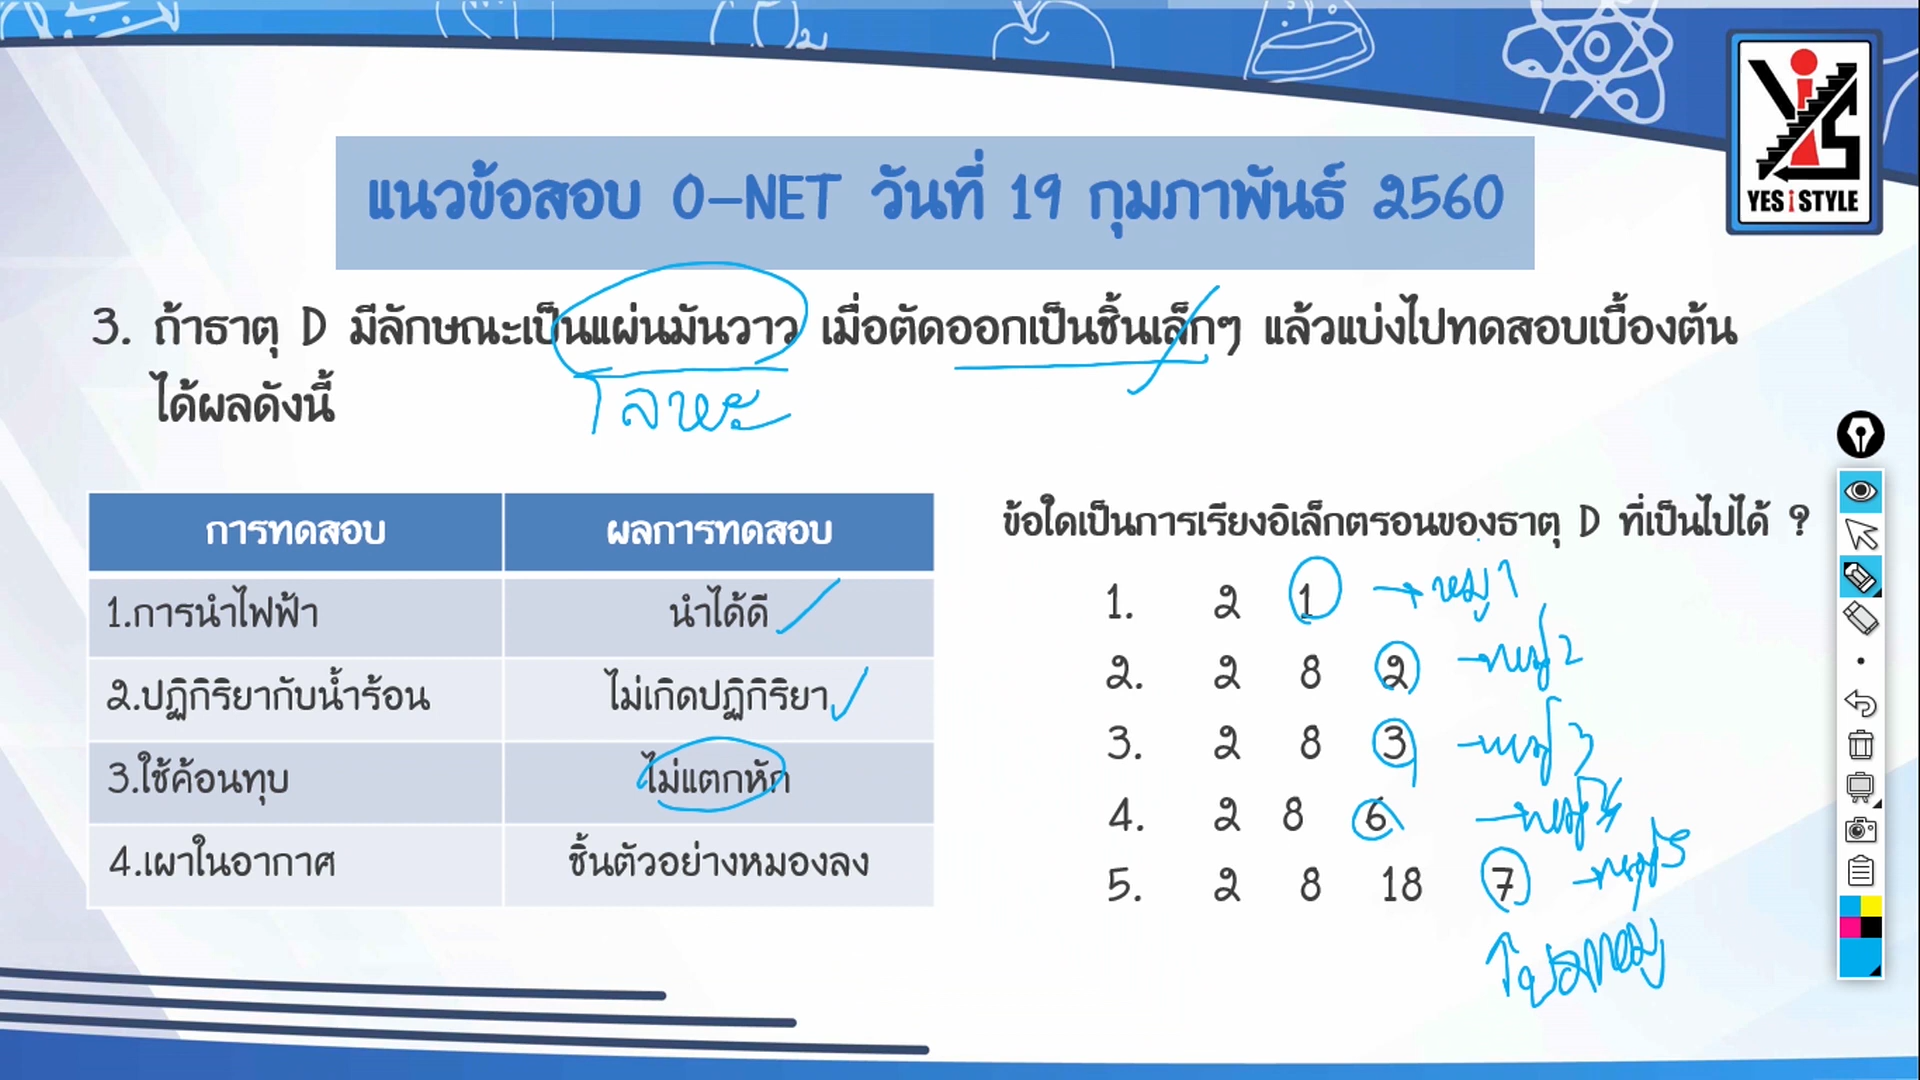 YES i STYLE
แนวข้อสอบ O-NET วันที่ 19 กุมภาพันธ์ 2560
3. ถ้าธาตุ D มีลักษณะเป็นแผ่นมันวาว เมื่อตัดออกเป็นชิ้นเล็กๆ แล้วแบ่งไปทดสอบเบื้องต้น
ได้ผลดังนี้
โลหะ
การทดสอบ ผลการทดสอบ
1.การนำไฟฟ้า นำได้ดี
2.ปฏิกิริยากับน้ำร้อน ไม่เกิดปฏิกิริยา
3.ใช้ค้อนทุบ ไม่แตกหัก
4.เผาในอากาศ ชิ้นตัวอย่างหมองลง
ข้อใดเป็นการเรียงอิเล็กตรอนของธาตุ D ที่เป็นไปได้ ?
1. 2 1 → หมู่ 1
2. 2 8 2 → หมู่ 2
3. 2 8 3 → หมู่ 3
4. 2 8 6 → หมู่
5. 2 8 18 7 → หมู่